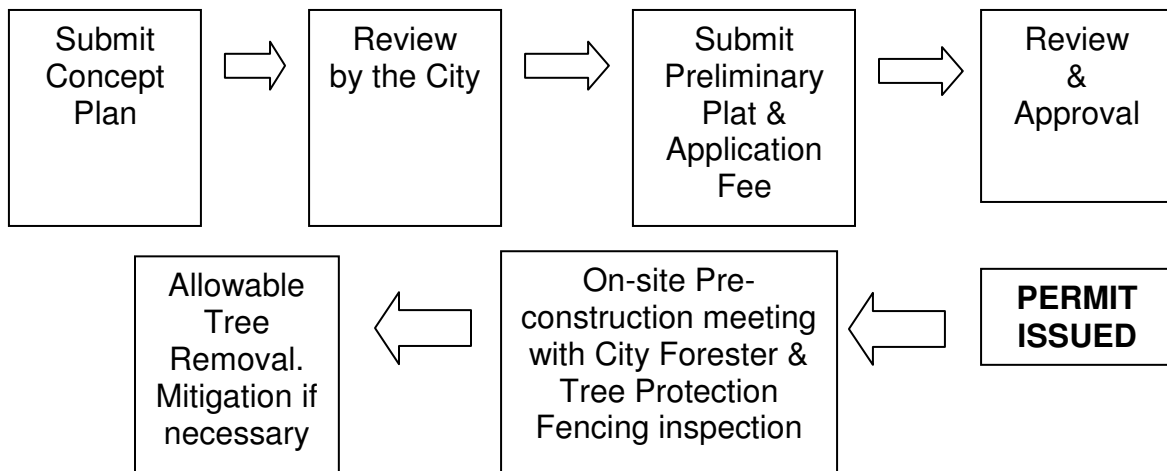 Submit
Concept
Plan
Review
by the City
Submit
Preliminary
Plat &
Application
Fee
Review
&
Approval
PERMIT
ISSUED
On-site Pre-
construction meeting
with City Forester &
Tree Protection
Fencing inspection
Allowable
Tree
Removal.
Mitigation if
necessary